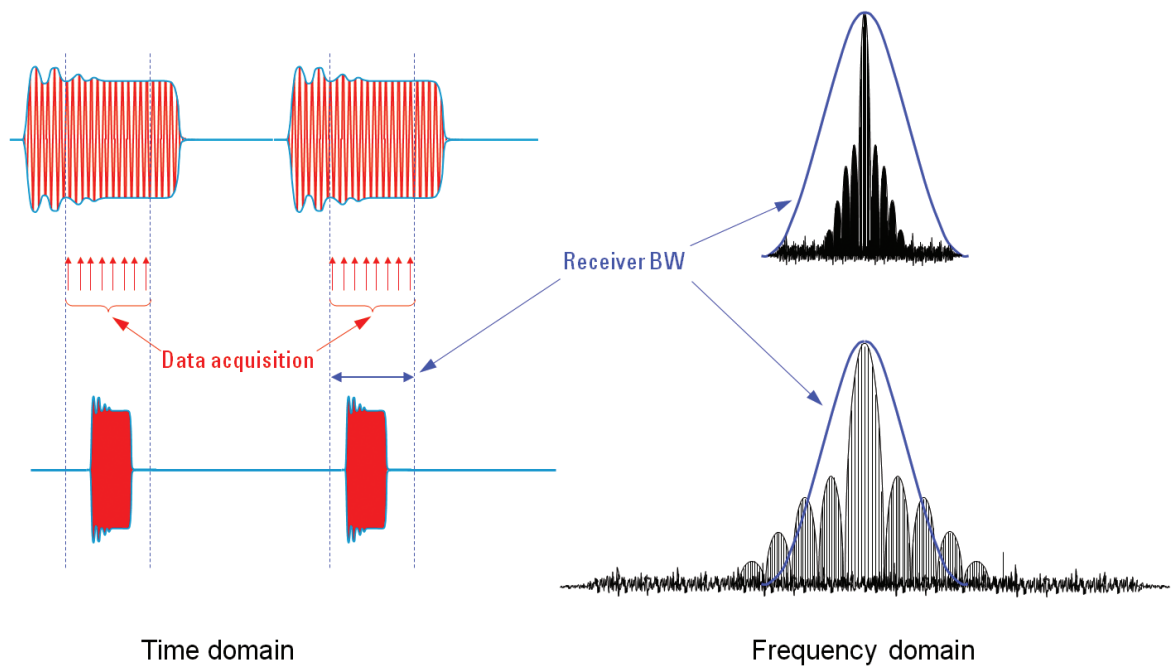 Receiver BW
Data acquisition
Time domain
Frequency domain